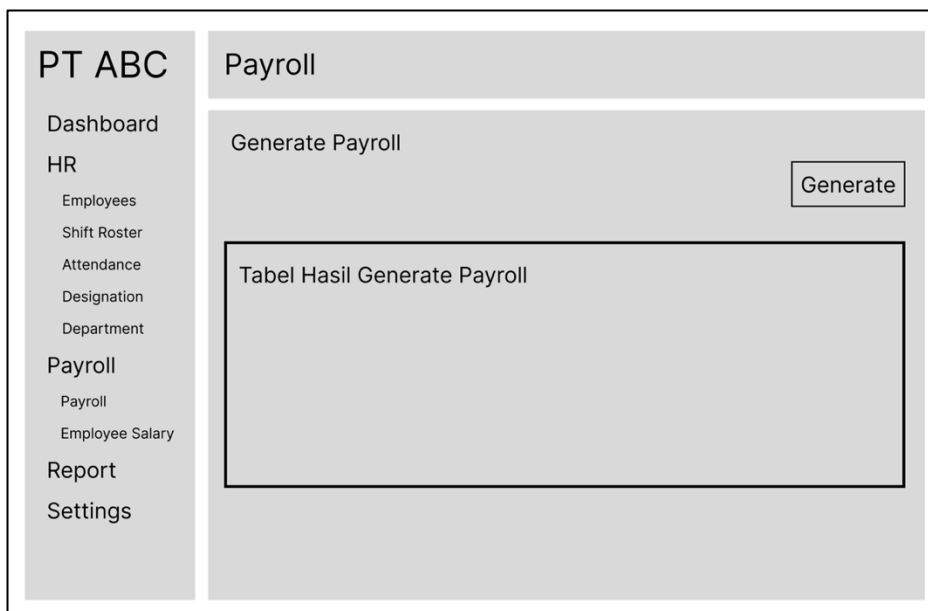 PT ABC
Dashboard
HR
Employees
Shift Roster
Attendance
Designation
Department
Payroll
Payroll
Employee Salary
Report
Settings
Payroll
Generate Payroll
Generate
Tabel Hasil Generate Payroll